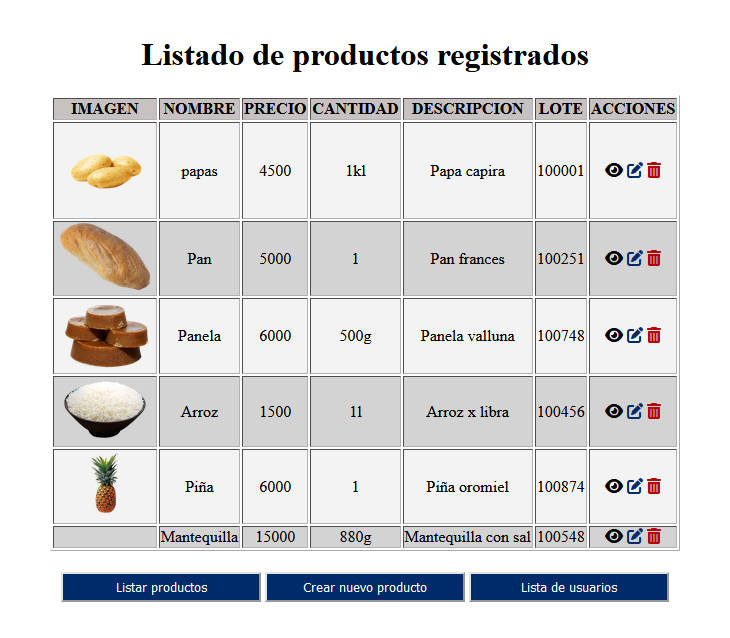 Listado de productos registrados
IMAGEN NOMBRE PRECIO CANTIDAD DESCRIPCION LOTE ACCIONES
papas 4500 1kl Papa capira 100001
Pan 5000 1 Pan frances 100251
Panela 6000 500g Panela valluna 100748
Arroz 1500 1l Arroz x libra 100456
Piña 6000 1 Piña oromiel 100874
Mantequilla 15000 880g Mantequilla con sal 100548
Listar productos Crear nuevo producto Lista de usuarios